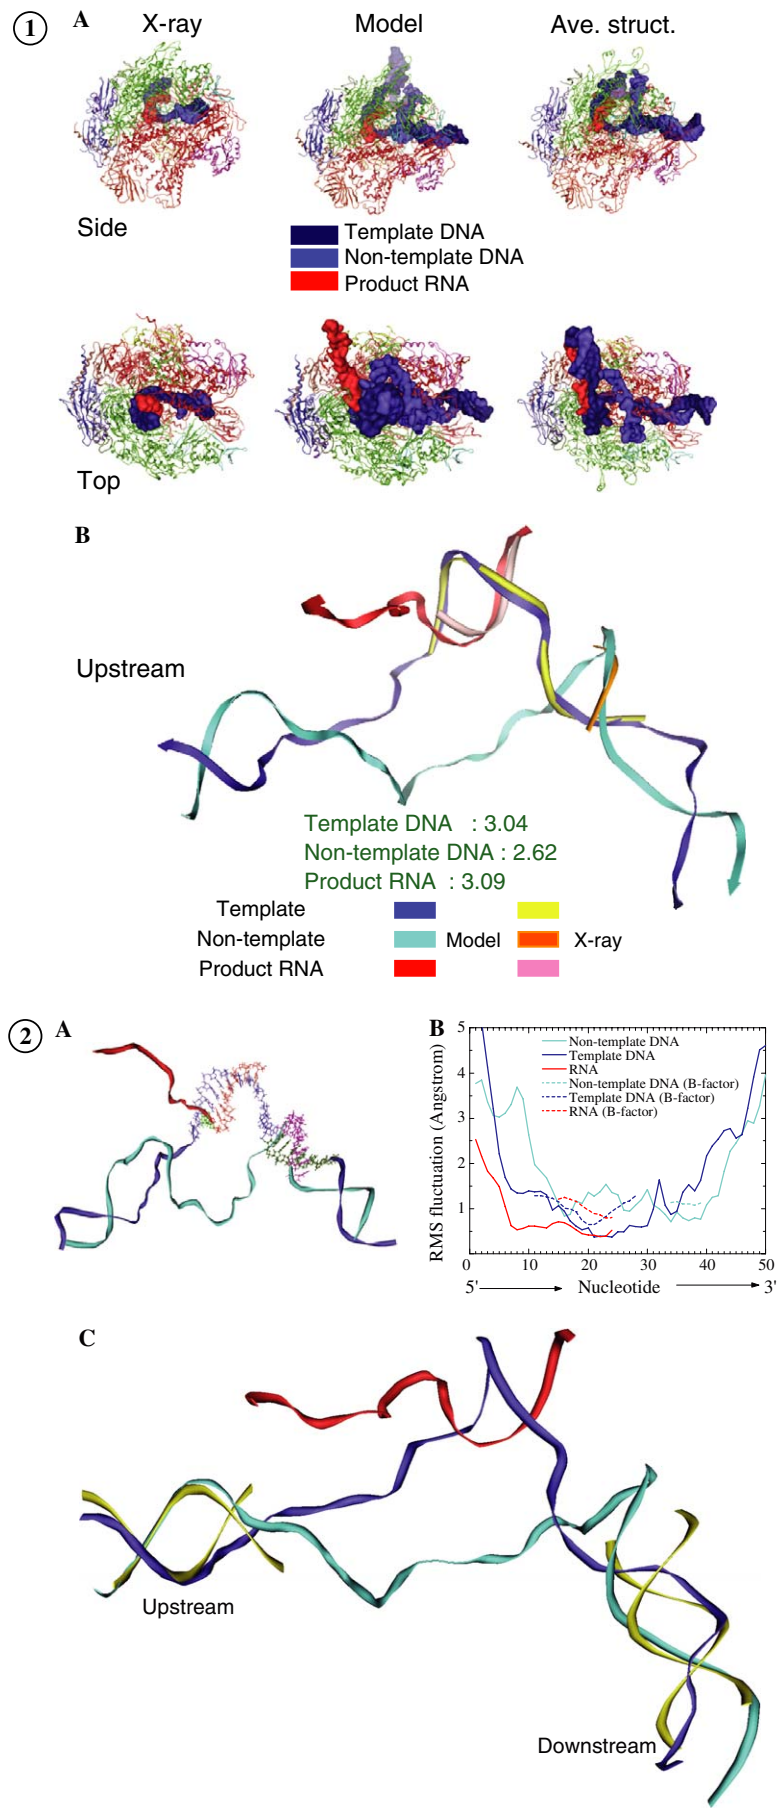 1
A
X-ray
Model
Ave. struct.
Side
Template DNA
Non-template DNA
Product RNA
Top
B
Upstream
Template DNA : 3.04
Non-template DNA : 2.62
Product RNA : 3.09
Template
Non-template
Model
X-ray
Product RNA
2
A
B
RMS fluctuation (Angstrom)
5
4
3
2
1
Non-template DNA
Template DNA
RNA
Non-template DNA (B-factor)
Template DNA (B-factor)
RNA (B-factor)
0 10 20 30 40 50
5' Nucleotide 3'
C
Upstream
Downstream